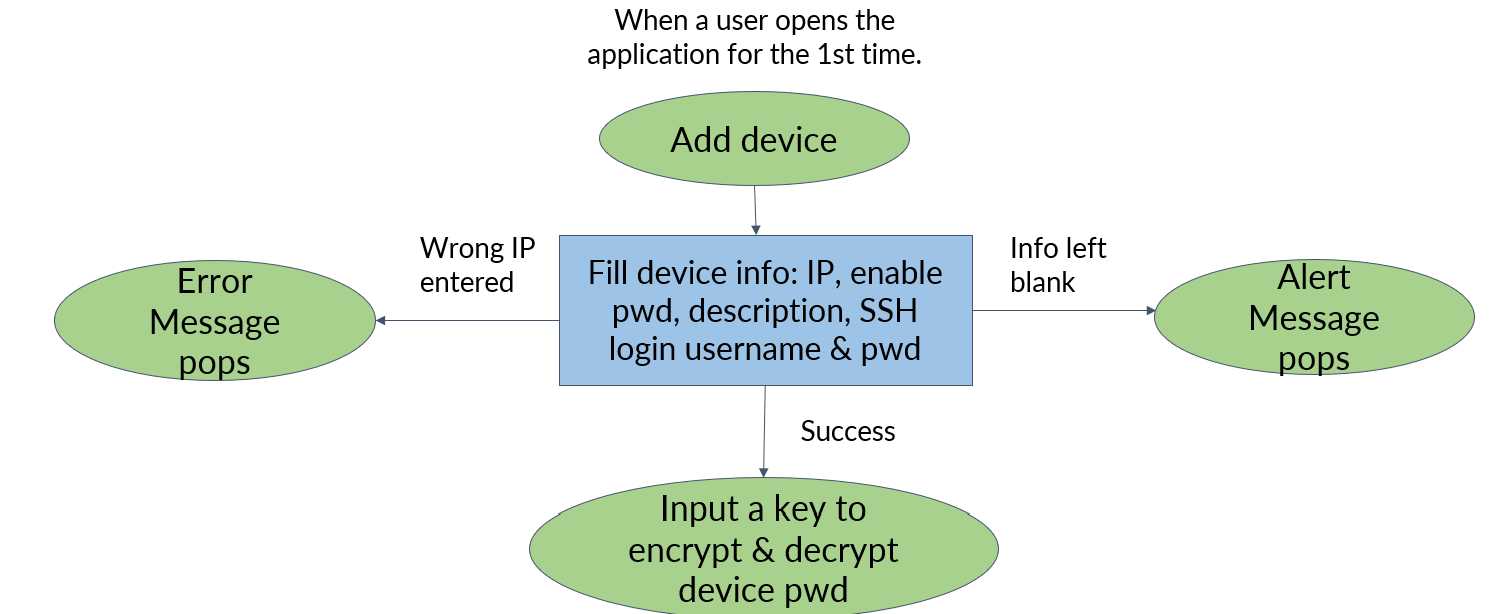 When a user opens the
application for the 1st time.
Add device
Wrong IP
entered
Info left
blank
Fill device info: IP, enable
pwd, description, SSH
login username & pwd
Error
Message
pops
Alert
Message
pops
Success
Input a key to
encrypt & decrypt
device pwd